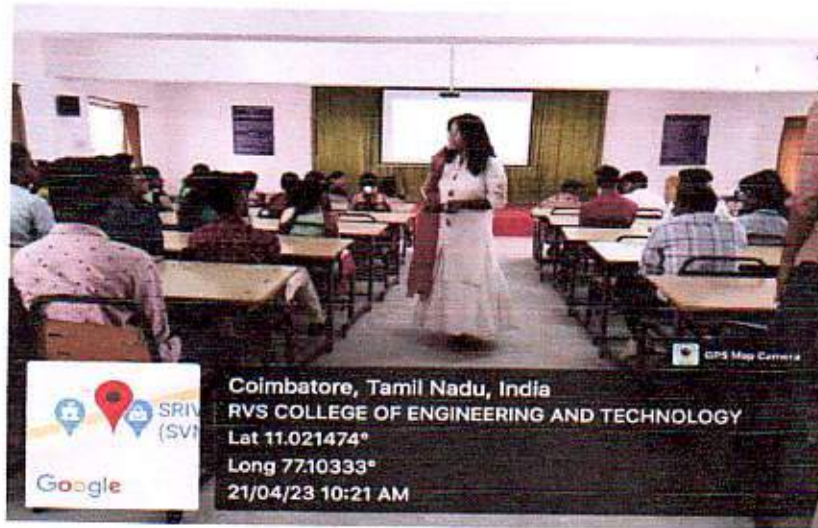 GPS Map Camera
SRIV
(SVN
Google
Coimbatore, Tamil Nadu, India
RVS COLLEGE OF ENGINEERING AND TECHNOLOGY
Lat 11.021474°
Long 77.10333°
21/04/23 10:21 AM